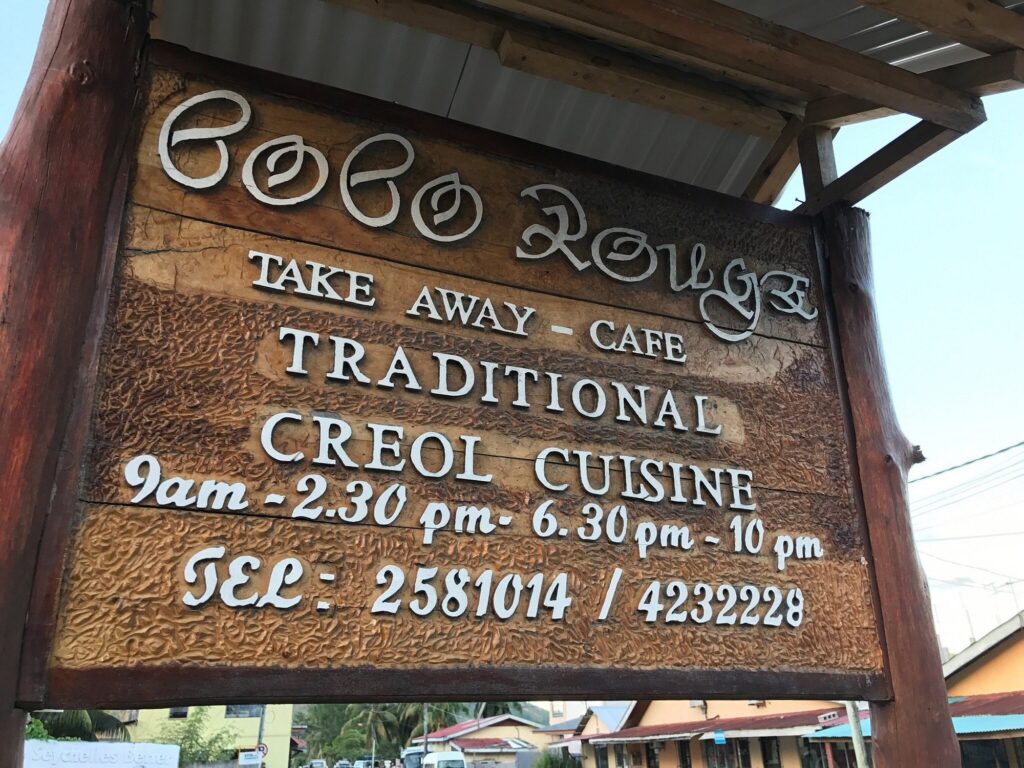 Coco Rouge
TAKE AWAY – CAFE
TRADITIONAL
CREOL CUISINE
9am - 2.30 pm - 6.30 pm - 10 pm
TEL: 2581014 / 4232228
Seychelles